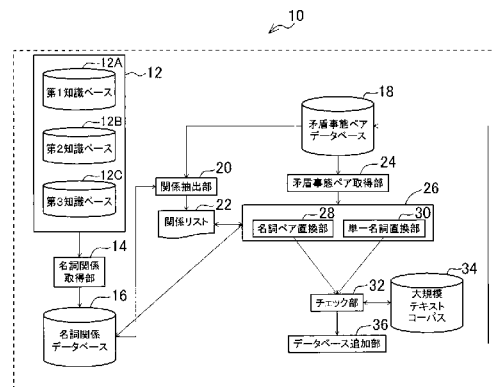 10
12A
12
第1知識ベース
12B
第2知識ベース
12C
第3知識ベース
14
名詞関係
取得部
16
名詞関係
データベース
18
矛盾事態ペア
データベース
20
関係抽出部
22
関係リスト
24
矛盾事態ペア取得部
26
28
名詞ペア置換部
30
単一名詞置換部
32
チェック部
34
大規模
テキスト
コーパス
36
データベース追加部